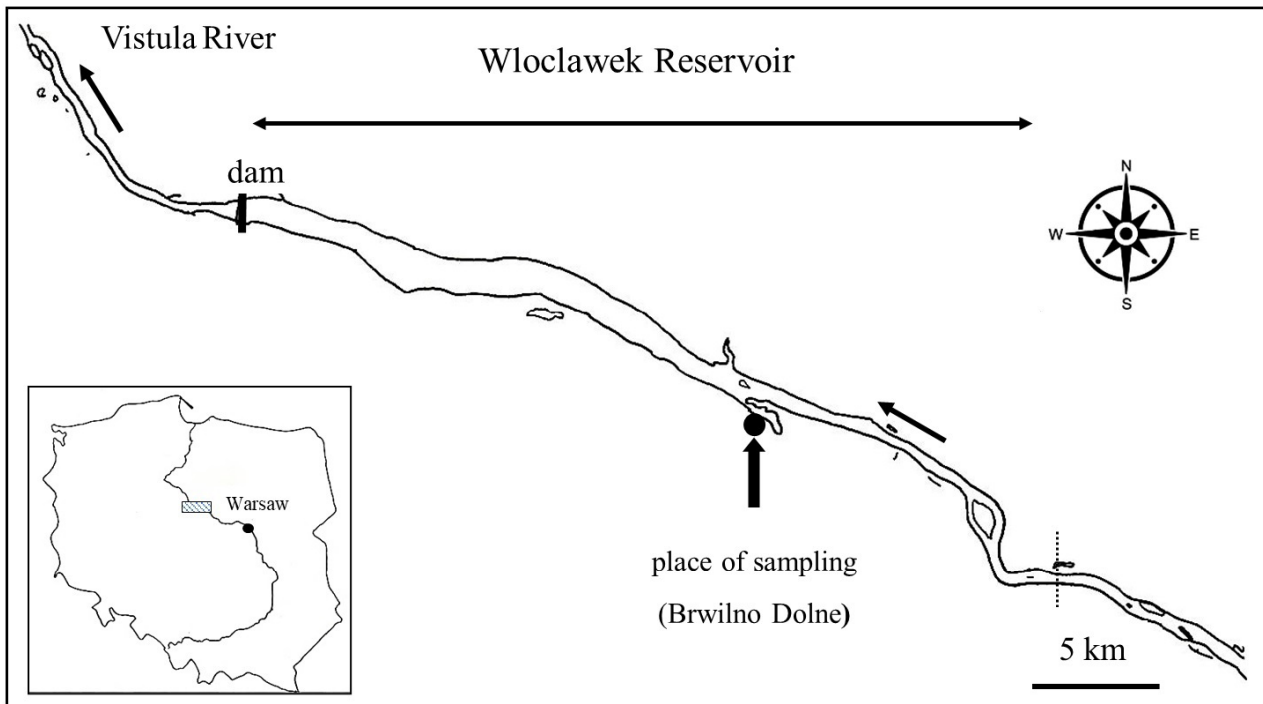 Vistula River
Wloclawek Reservoir
dam
N
W
E
S
Warsaw
place of sampling
(Brwilno Dolne)
5 km